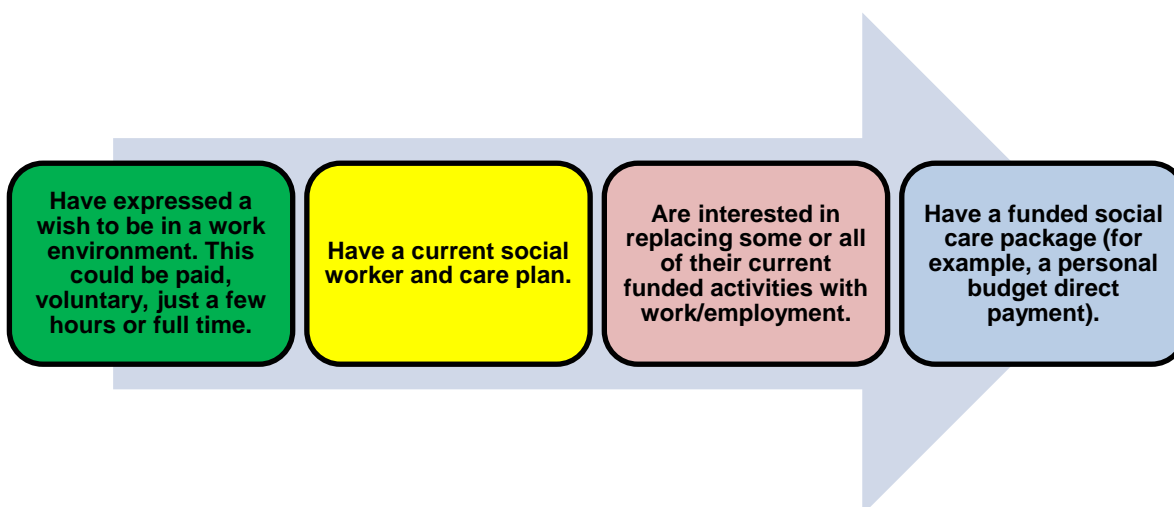 Have expressed a
wish to be in a work
environment. This
could be paid,
voluntary, just a few
hours or full time.
Have a current social
worker and care plan.
Are interested in
replacing some or all
of their current
funded activities with
work/employment.
Have a funded social
care package (for
example, a personal
budget direct
payment).